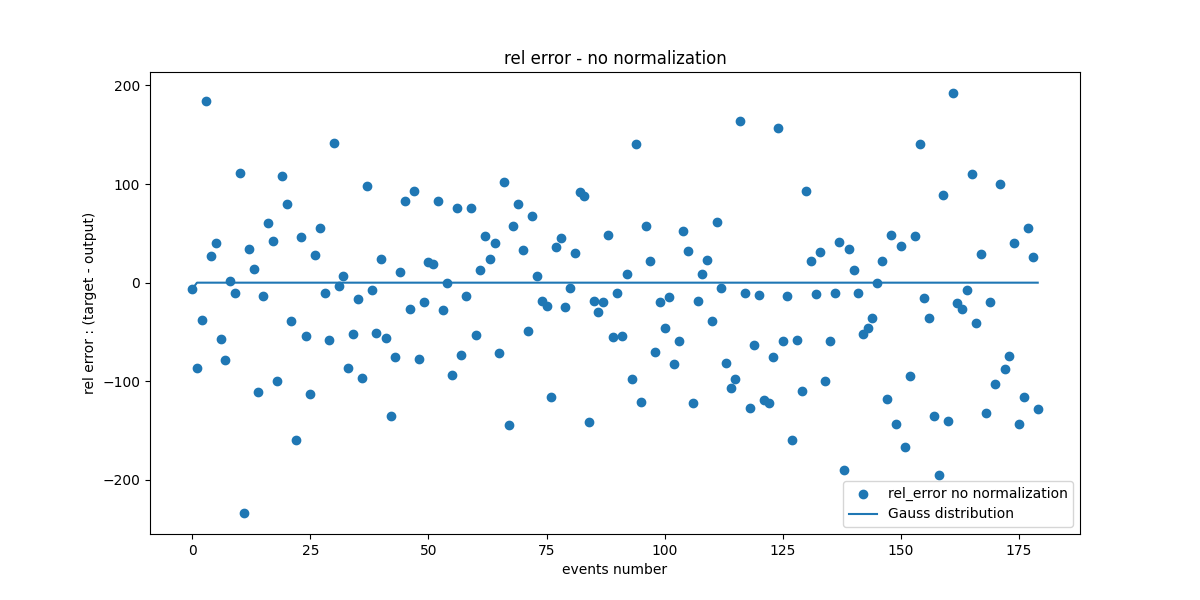 rel error - no normalization
rel error : (target - output)
200
100
0
−100
−200
0
25
50
75
100
125
150
175
events number
rel_error no normalization
Gauss distribution